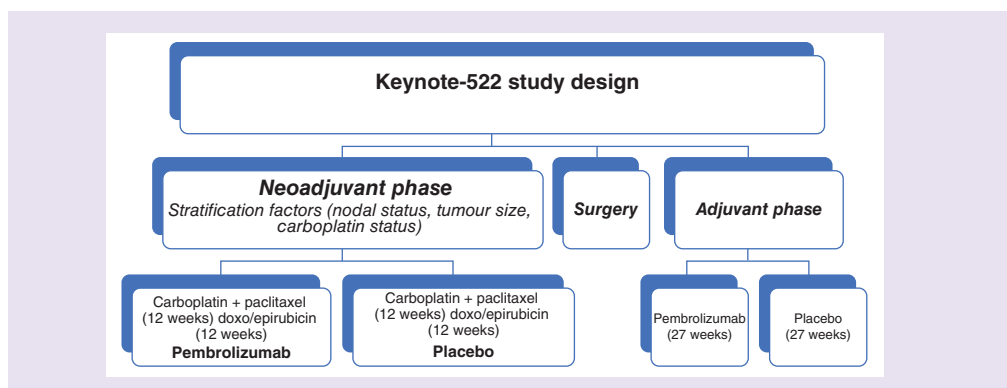 Keynote-522 study design
Neoadjuvant phase
Stratification factors (nodal status, tumour size,
carboplatin status)
Surgery
Adjuvant phase
Carboplatin + paclitaxel
(12 weeks) doxo/epirubicin
(12 weeks)
Pembrolizumab
Carboplatin + paclitaxel
(12 weeks) doxo/epirubicin
(12 weeks)
Placebo
Pembrolizumab
(27 weeks)
Placebo
(27 weeks)